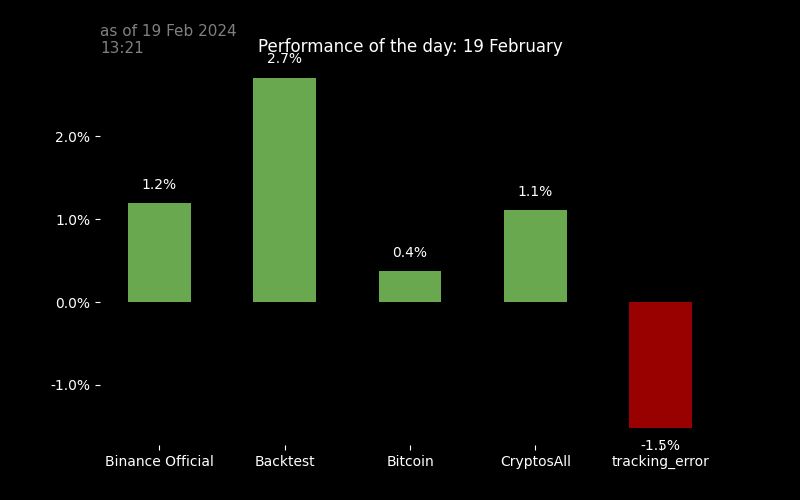 as of 19 Feb 2024
13:21
Performance of the day: 19 February
2.7%
2.0%
1.2%
1.1%
1.0%
0.4%
0.0%
-1.0%
-1.5%
Binance Official
Backtest
Bitcoin
CryptosAll
tracking_error